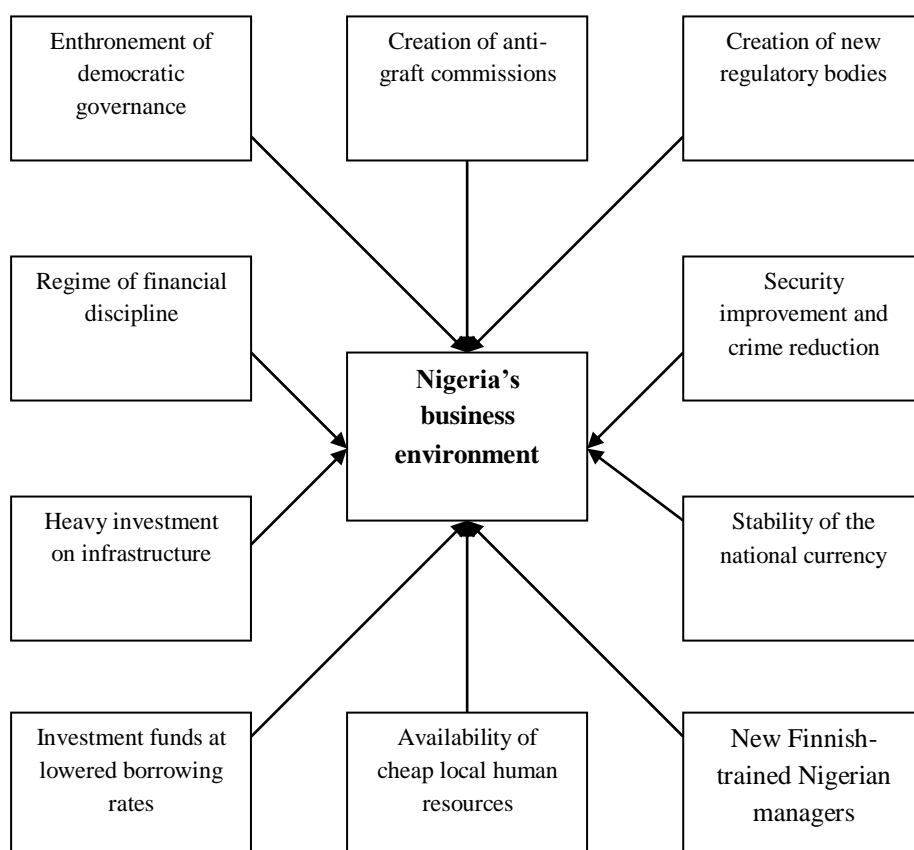 Enthronement of
democratic
governance
Creation of anti-
graft commissions
Creation of new
regulatory bodies
Regime of financial
discipline
Security
improvement and
crime reduction
Nigeria’s
business
environment
Heavy investment
on infrastructure
Stability of the
national currency
Investment funds at
lowered borrowing
rates
Availability of
cheap local human
resources
New Finnish-
trained Nigerian
managers